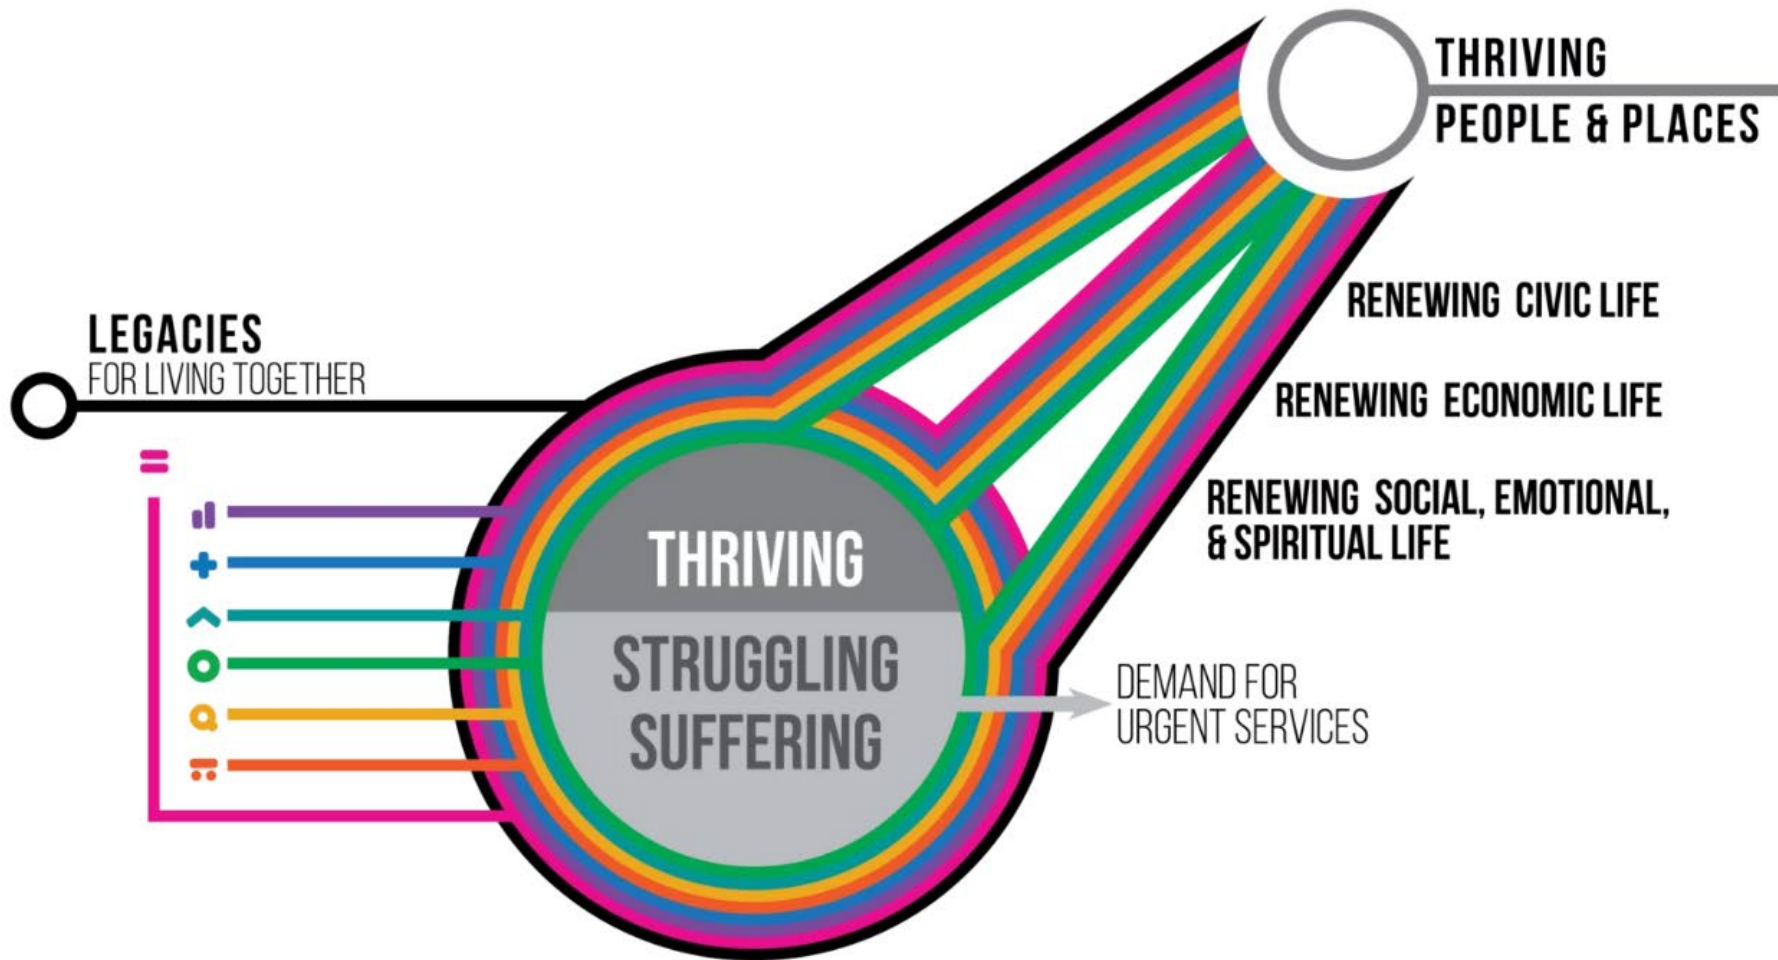 THRIVING
PEOPLE & PLACES
RENEWING CIVIC LIFE
LEGACIES
FOR LIVING TOGETHER
RENEWING ECONOMIC LIFE
RENEWING SOCIAL, EMOTIONAL,
& SPIRITUAL LIFE
THRIVING
STRUGGLING
SUFFERING
DEMAND FOR
URGENT SERVICES